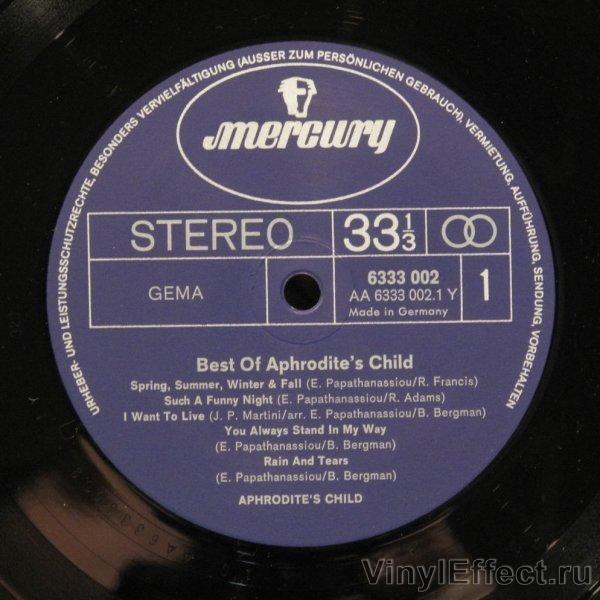 URHEBER- UND LEISTUNGSSCHUTZRECHTE, BESONDERS VERVIELFÄLTIGUNG (AUSSER ZUM PERSÖNLICHEN GEBRAUCH), VERMIETUNG, AUFFÜHRUNG, SENDUNG, VORBEHALTEN
mercury
STEREO 33 1/3
GEMA
6333 002
AA 6333 002.1 Y
Made in Germany
1
Best Of Aphrodite's Child
Spring, Summer, Winter & Fall (E. Papathanassiou/R. Francis)
Such A Funny Night (E. Papathanassiou/R. Adams)
I Want To Live (J. P. Martini/arr. E. Papathanassiou/B. Bergman)
You Always Stand In My Way
(E. Papathanassiou/B. Bergman)
Rain And Tears
(E. Papathanassiou/B. Bergman)
APHRODITE'S CHILD
VinylEffect.ru